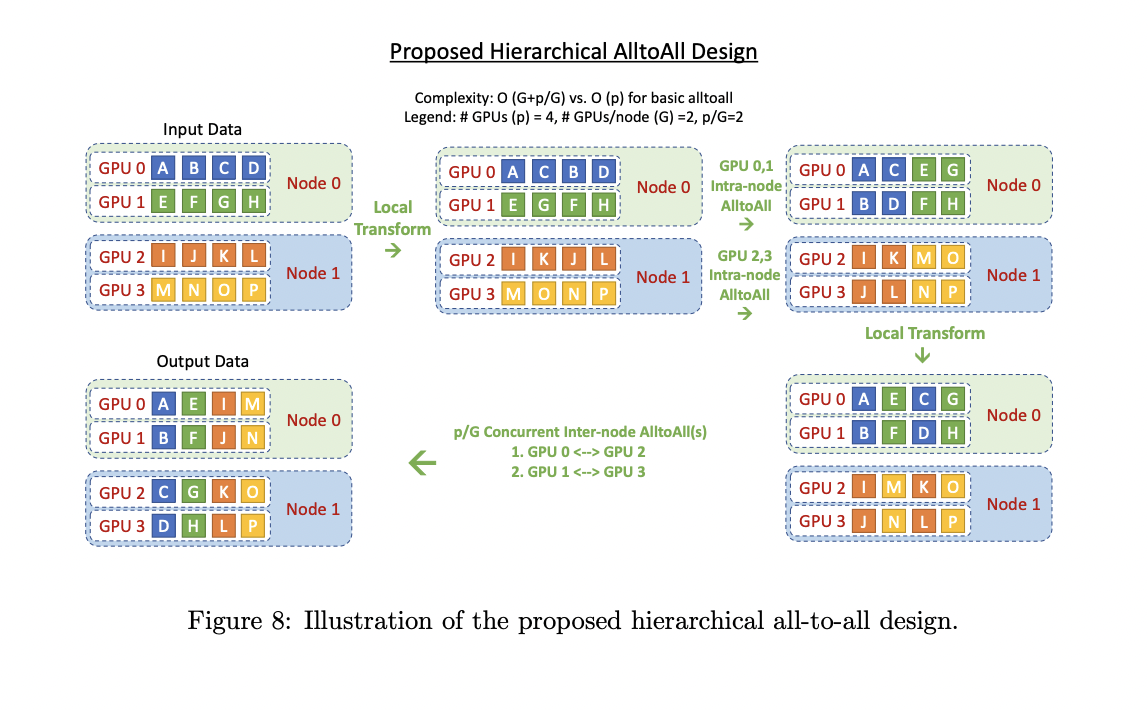 Proposed Hierarchical AlltoAll Design
Complexity: O (G+p/G) vs. O (p) for basic alltoall
Legend: # GPUs (p) = 4, # GPUs/node (G) =2, p/G=2
Input Data
GPU 0 A B C D
GPU 1 E F G H
Node 0
GPU 2 I J K L
GPU 3 M N O P
Node 1
Local
Transform
→
GPU 0 A C B D
GPU 1 E G F H
Node 0
GPU 2 I K J L
GPU 3 M O N P
Node 1
GPU 0,1
Intra-node
AlltoAll
→
GPU 2,3
Intra-node
AlltoAll
→
GPU 0 A C E G
GPU 1 B D F H
Node 0
GPU 2 I K M O
GPU 3 J L N P
Node 1
Local Transform
↓
GPU 0 A E C G
GPU 1 B F D H
Node 0
GPU 2 I M K O
GPU 3 J N L P
Node 1
p/G Concurrent Inter-node AlltoAll(s)
1. GPU 0 <--> GPU 2
2. GPU 1 <--> GPU 3
←
Output Data
GPU 0 A E I M
GPU 1 B F J N
Node 0
GPU 2 C G K O
GPU 3 D H L P
Node 1
Figure 8: Illustration of the proposed hierarchical all-to-all design.